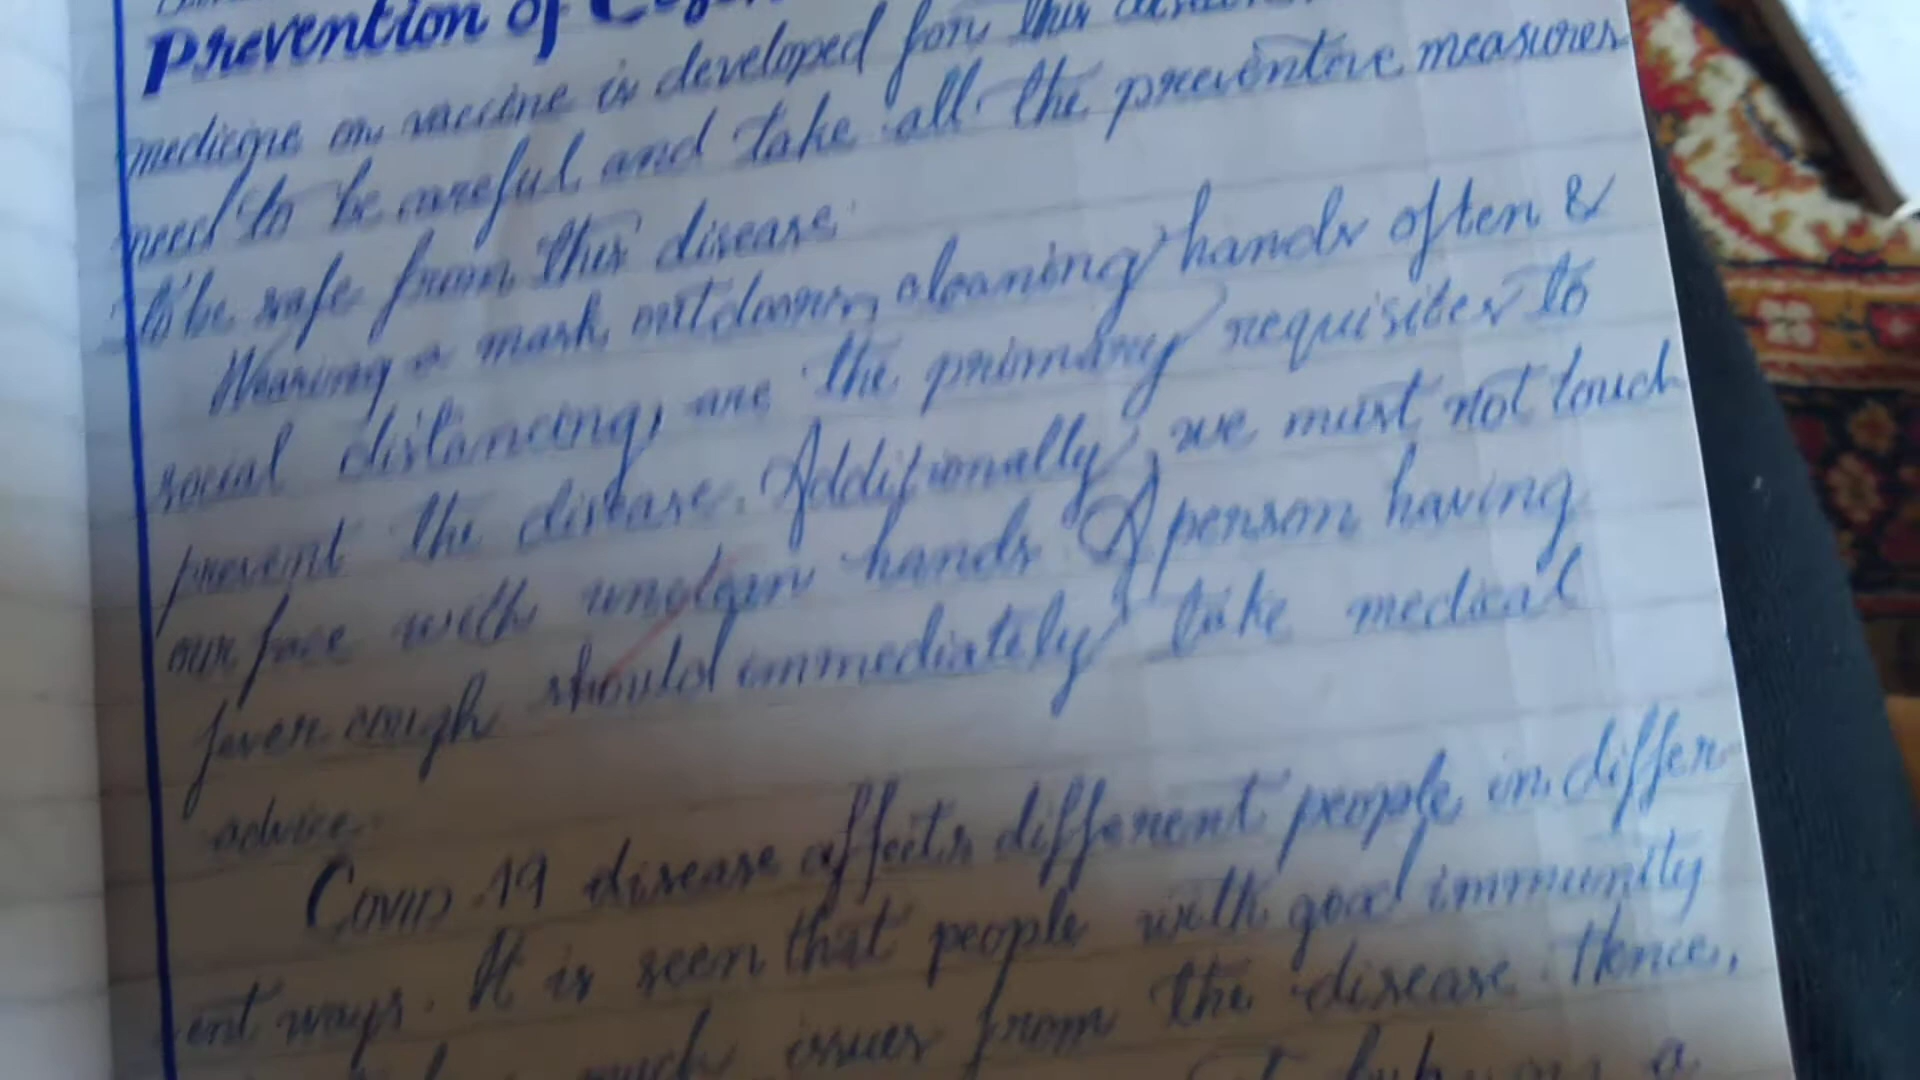 Prevention of
medicine or vaccine is developed for this
need to be careful and take all the preventive measures
to be safe from this disease.
Wearing a mask outdoors, cleaning hands often &
social distancing, are the primary requisites to
prevent the disease. Additionally, we must not touch
our face with unclean hands. A person having
fever cough should immediately take medical
advice.
Covid-19 disease affects different people in differ-
ent ways. It is seen that people with good immunity
much issues from the disease. Hence,
a